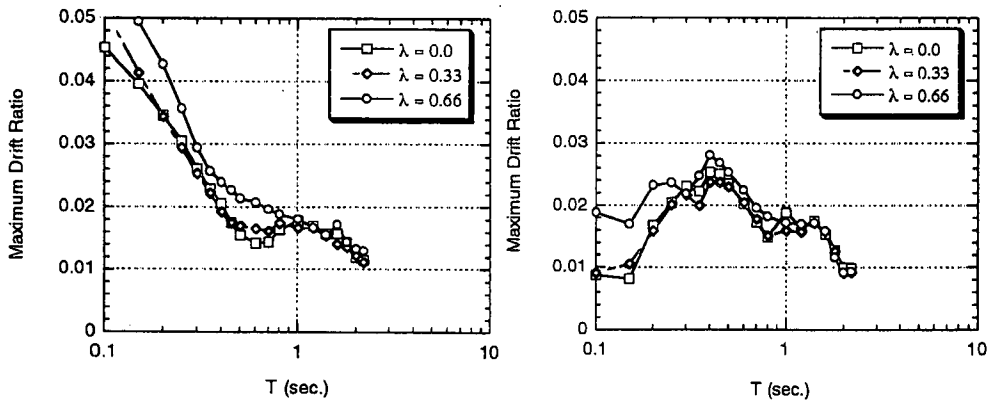 Maximum Drift Ratio
0.05
0.04
0.03
0.02
0.01
0
0.1
1
10
T (sec.)
λ = 0.0
λ = 0.33
λ = 0.66
Maximum Drift Ratio
0.05
0.04
0.03
0.02
0.01
0
0.1
1
10
T (sec.)
λ = 0.0
λ = 0.33
λ = 0.66